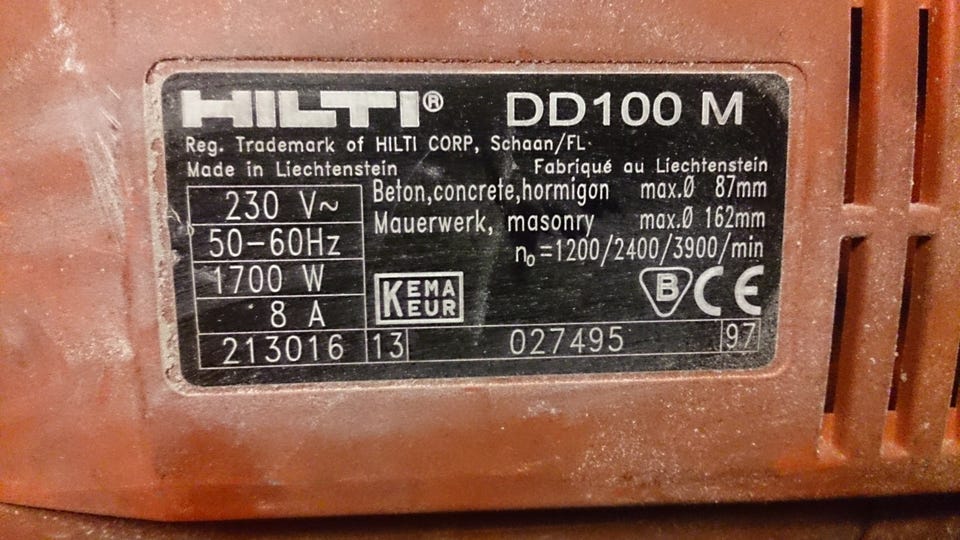 HILTI® DD100 M
Reg. Trademark of HILTI CORP, Schaan/FL
Made in Liechtenstein Fabriqué au Liechtenstein
230 V~
50-60Hz
1700 W
8 A
Beton,concrete,hormigon max.Ø 87mm
Mauerwerk, masonry max.Ø 162mm
n₀=1200/2400/3900/min
KEMA
KEUR
B CE
213016 13 027495 97